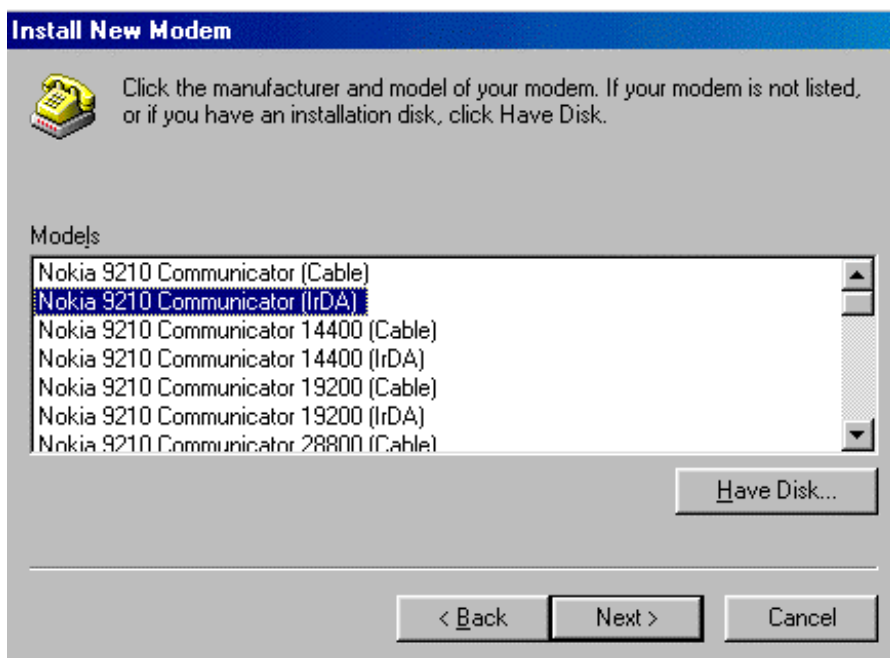 Install New Modem
Click the manufacturer and model of your modem. If your modem is not listed,
or if you have an installation disk, click Have Disk.
Models
Nokia 9210 Communicator (Cable)
Nokia 9210 Communicator (IrDA)
Nokia 9210 Communicator 14400 (Cable)
Nokia 9210 Communicator 14400 (IrDA)
Nokia 9210 Communicator 19200 (Cable)
Nokia 9210 Communicator 19200 (IrDA)
Nokia 9210 Communicator 28800 (Cable)
Have Disk...
< Back Next > Cancel